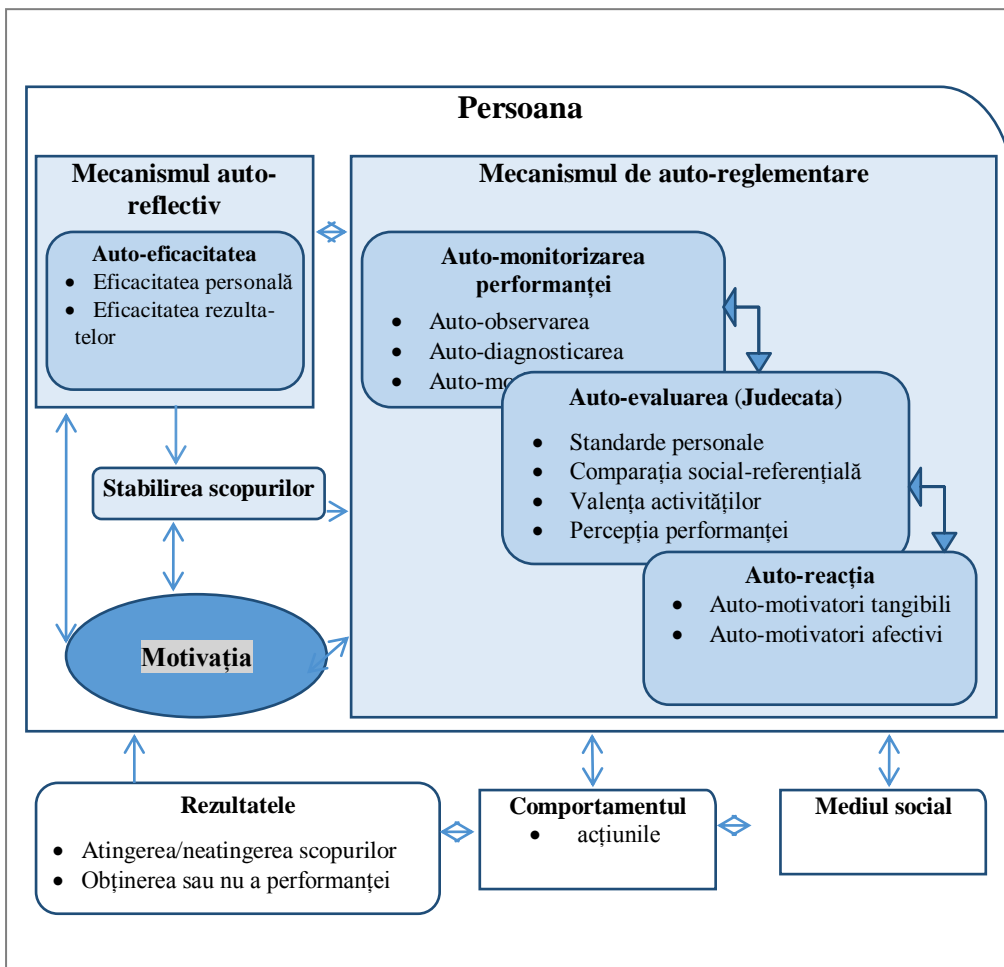 Persoana
Mecanismul auto-
reflectiv
Auto-eficacitatea
• Eficacitatea personală
• Eficacitatea rezulta-
telor
Stabilirea scopurilor
Motivația
Mecanismul de auto-reglementare
Auto-monitorizarea
performanței
• Auto-observarea
• Auto-diagnosticarea
Auto-evaluarea (Judecata)
• Standarde personale
• Comparația social-referențială
• Valența activităților
• Percepția performanței
Auto-reacția
• Auto-motivatori tangibili
• Auto-motivatori afectivi
Rezultatele
• Atingerea/neatingerea scopurilor
• Obținerea sau nu a performanței
Comportamentul
• acțiunile
Mediul social